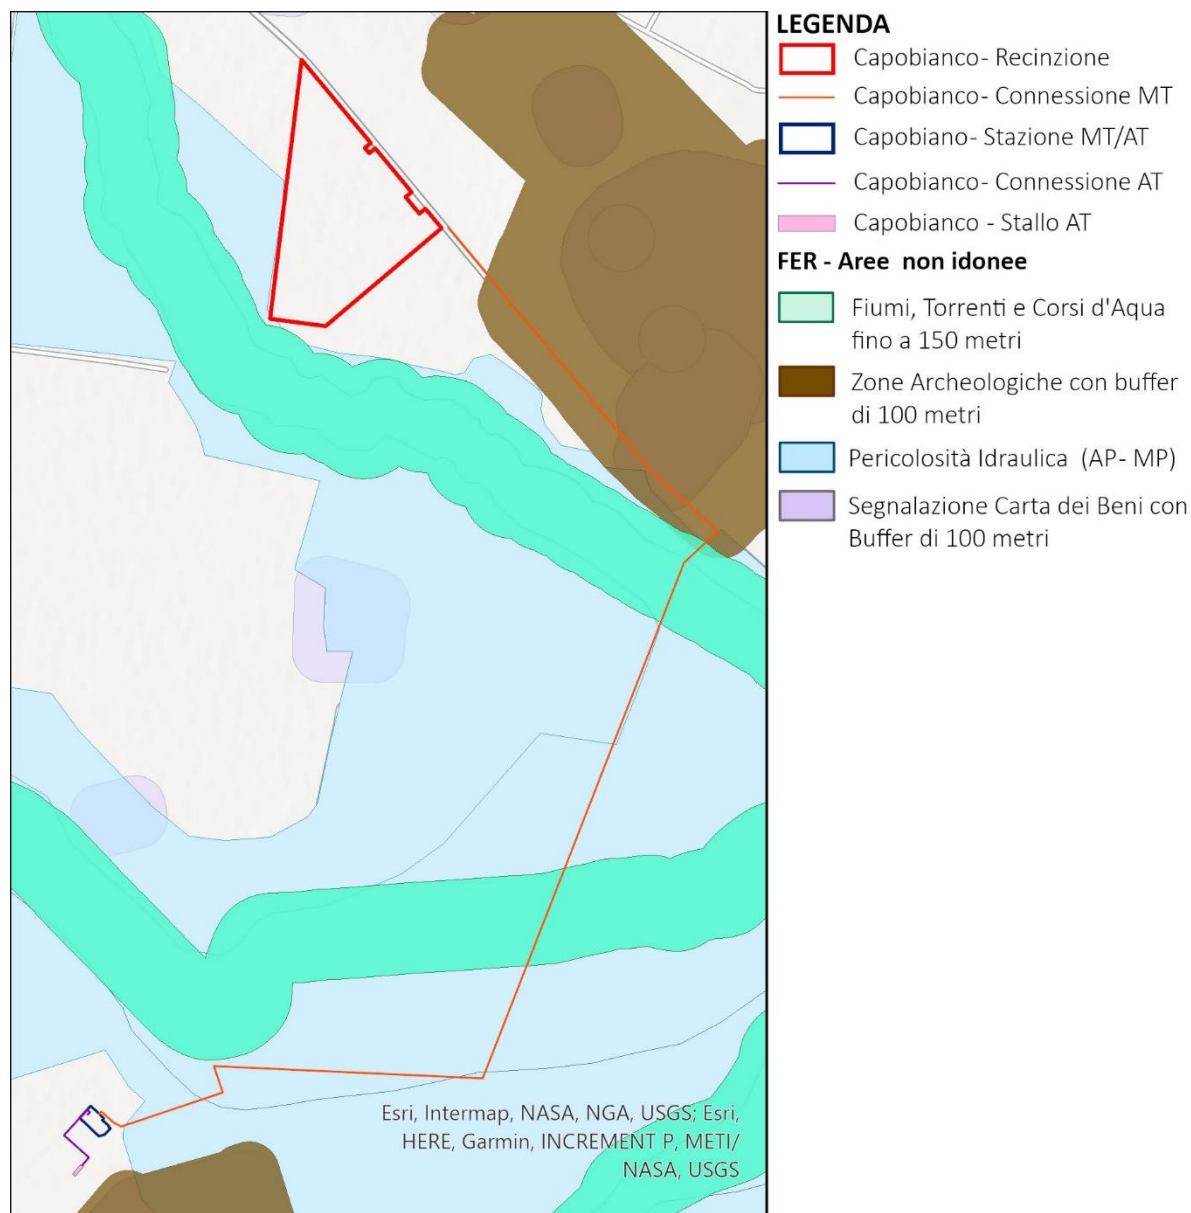 LEGENDA
Capobianco- Recinzione
Capobianco- Connessione MT
Capobiano- Stazione MT/AT
Capobianco- Connessione AT
Capobianco - Stallo AT
FER - Aree non idonee
Fiumi, Torrenti e Corsi d'Aqua
fino a 150 metri
Zone Archeologiche con buffer
di 100 metri
Pericolosità Idraulica (AP- MP)
Segnalazione Carta dei Beni con
Buffer di 100 metri
Esri, Intermap, NASA, NGA, USGS; Esri,
HERE, Garmin, INCREMENT P, METI/
NASA, USGS